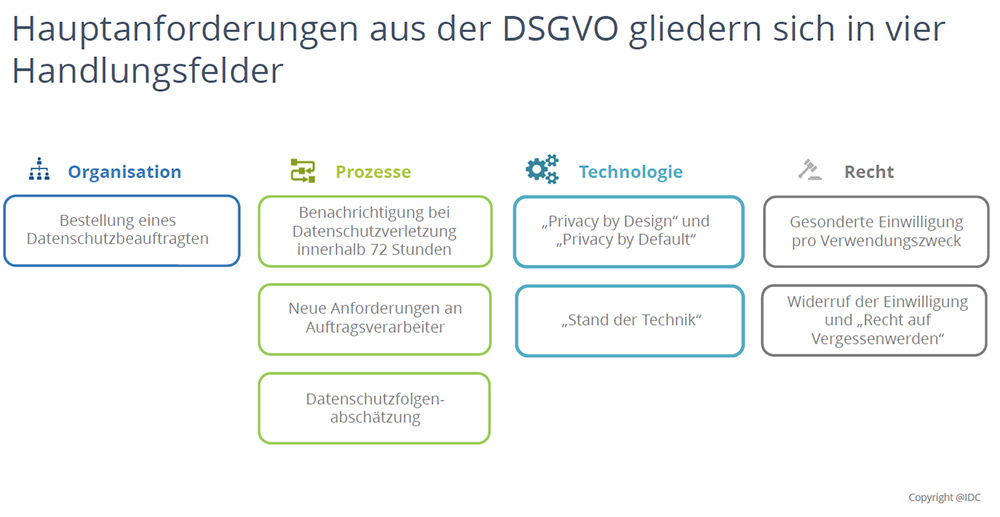 Hauptanforderungen aus der DSGVO gliedern sich in vier
Handlungsfelder
Organisation
Bestellung eines
Datenschutzbeauftragten
Prozesse
Benachrichtigung bei
Datenschutzverletzung
innerhalb 72 Stunden
Neue Anforderungen an
Auftragsverarbeiter
Datenschutzfolgen-
abschätzung
Technologie
„Privacy by Design“ und
„Privacy by Default“
„Stand der Technik“
Recht
Gesonderte Einwilligung
pro Verwendungszweck
Widerruf der Einwilligung
und „Recht auf
Vergessenwerden“
Copyright @IDC